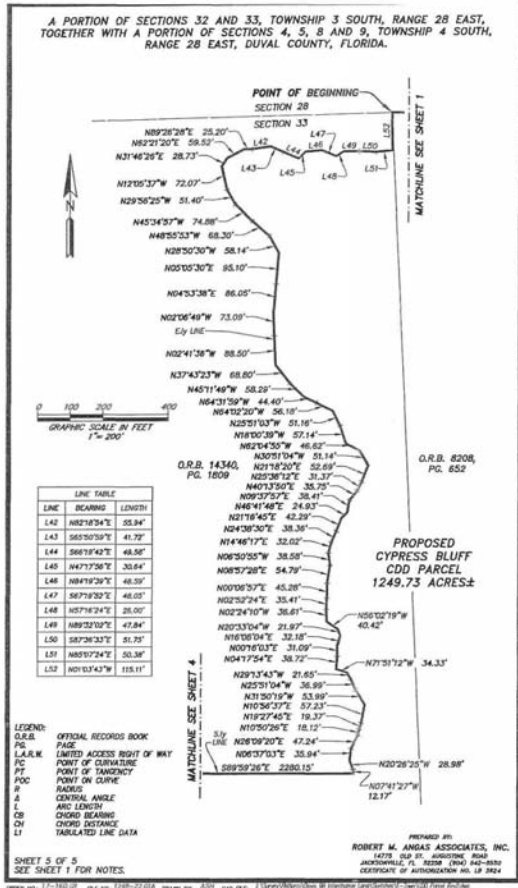 A PORTION OF SECTIONS 32 AND 33, TOWNSHIP 3 SOUTH, RANGE 28 EAST,
TOGETHER WITH A PORTION OF SECTIONS 4, 5, 8 AND 9, TOWNSHIP 4 SOUTH,
RANGE 28 EAST, DUVAL COUNTY, FLORIDA.
POINT OF BEGINNING
SECTION 28
SECTION 33
L52
MATCHLINE SEE SHEET 1
N89°26'28"E 25.20'
N62°21'20"E 59.52'
N31°46'26"E 28.73'
L42
L43
L44
L45
L46
L47
L48
L49
L50
L51
N12°05'37"W 72.07'
N29°56'25"W 51.40'
N45°34'57"W 74.88'
N48°55'53"W 68.30'
N28°50'30"W 58.14'
N05°05'30"E 95.10'
N04°53'38"E 86.05'
N02°06'49"W 73.09'
E'ly LINE
N02°41'38"W 88.50'
N37°43'23"W 68.80'
N45°11'49"W 58.29'
N64°31'59"W 44.40'
N64°02'20"W 56.18'
N25°51'03"W 51.16'
N18°00'39"W 57.14'
N62°04'55"W 46.62'
N30°51'04"W 51.14'
N21°18'20"E 52.69'
N25°36'12"E 31.37'
N40°13'50"E 35.75'
N09°37'57"E 38.41'
N46°41'48"E 24.93'
N21°16'45"E 42.29'
N24°38'30"E 38.36'
N14°46'17"E 32.02'
N06°50'55"W 38.58'
N08°57'28"E 54.79'
N00°06'57"E 45.28'
N02°52'24"E 35.41'
N02°24'10"W 36.61'
N20°33'04"W 21.97'
N16°06'04"E 32.18'
N00°16'03"E 31.09'
N04°17'54"E 38.72'
N56°02'19"W
40.42'
N71°51'12"W 34.33'
N29°13'43"W 21.65'
N25°51'04"W 36.99'
N31°50'19"W 53.99'
N10°56'37"E 57.23'
N19°27'45"E 19.37'
N10°50'26"E 18.12'
N26°09'20"E 47.24'
N06°37'03"E 35.94'
S89°59'26"E 2280.15'
N20°26'25"W 28.98'
N07°41'27"W
12.17'
0 100 200 400
GRAPHIC SCALE IN FEET
1"= 200'
O.R.B. 14340,
PG. 1809
O.R.B. 8208,
PG. 652
PROPOSED
CYPRESS BLUFF
CDD PARCEL
1249.73 ACRES±
LINE TABLE
LINE BEARING LENGTH
L42 N82°18'54"E 55.94'
L43 S65°50'59"E 41.72'
L44 S66°19'42"E 49.58'
L45 N47°17'56"E 30.64'
L46 N84°19'39"E 46.59'
L47 S67°19'52"E 48.05'
L48 N57°16'24"E 26.00'
L49 N89°32'02"E 47.84'
L50 S87°36'33"E 51.75'
L51 N85°07'24"E 50.38'
L52 N01°03'43"W 115.11'
MATCHLINE SEE SHEET 4
S'ly LINE
LEGEND:
O.R.B. OFFICIAL RECORDS BOOK
PG. PAGE
L.A.R.W. LIMITED ACCESS RIGHT OF WAY
PC POINT OF CURVATURE
PT POINT OF TANGENCY
POC POINT ON CURVE
R RADIUS
Δ CENTRAL ANGLE
L ARC LENGTH
CB CHORD BEARING
CH CHORD DISTANCE
L1 TABULATED LINE DATA
SHEET 5 OF 5
SEE SHEET 1 FOR NOTES.
PREPARED BY:
ROBERT M. ANGAS ASSOCIATES, INC.
14775 OLD ST. AUGUSTINE ROAD
JACKSONVILLE, FL 32258 (904) 642-8550
CERTIFICATE OF AUTHORIZATION NO. LB 3624